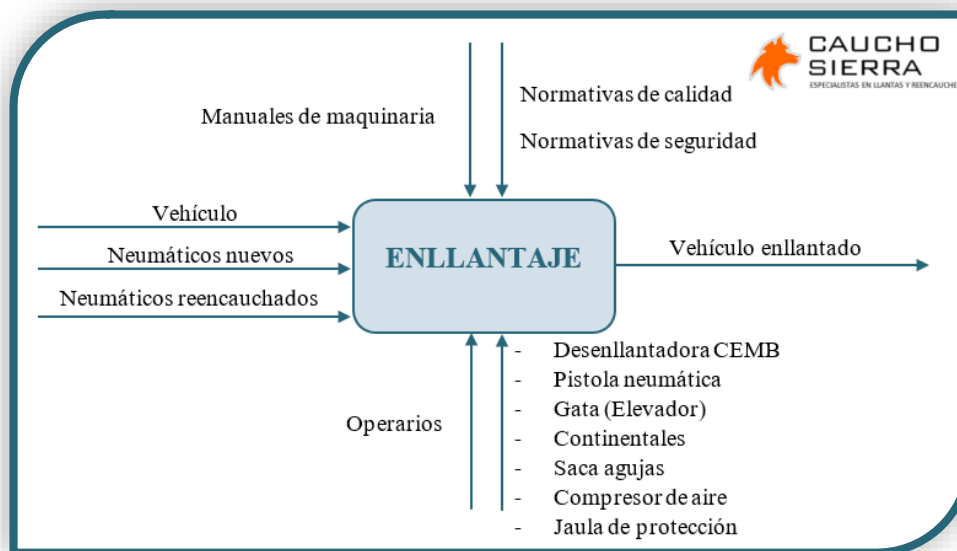 CAUCHO
SIERRA
ESPECIALISTAS EN LLANTAS Y REENCAUCHE
Manuales de maquinaria
Normativas de calidad
Normativas de seguridad
Vehículo
Neumáticos nuevos
Neumáticos reencauchados
ENLLANTAJE
Vehículo enllantado
Operarios
- Desenllantadora CEMB
- Pistola neumática
- Gata (Elevador)
- Continentales
- Saca agujas
- Compresor de aire
- Jaula de protección